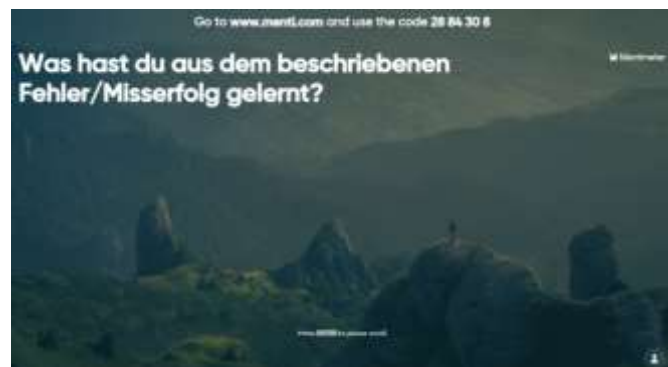 Go to www.menti.com and use the code 28 84 30 8
Was hast du aus dem beschriebenen
Fehler/Misserfolg gelernt?
Mentimeter